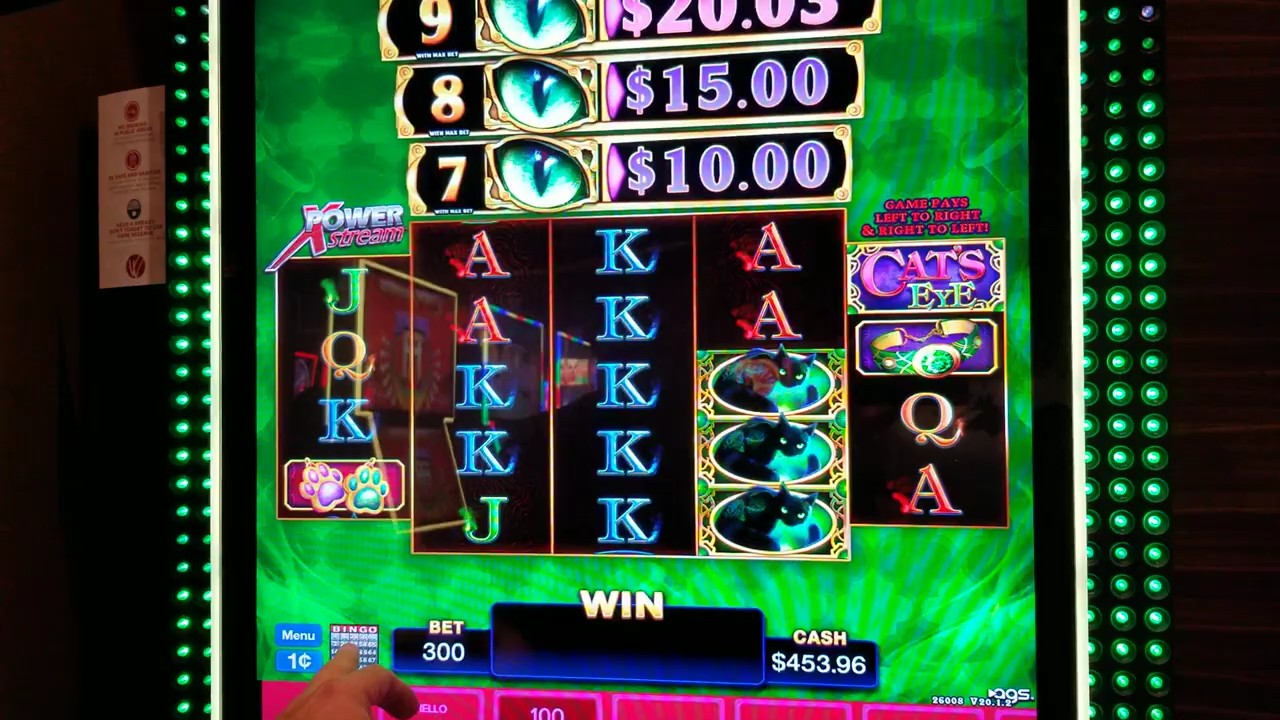 9 $20.03
WITH MAX BET
8 $15.00
WITH MAX BET
7 $10.00
WITH MAX BET
XPOWER
Stream
GAME PAYS
LEFT TO RIGHT
& RIGHT TO LEFT!
CAT'S
EYE
J A K A
Q A K A
K K K Q
K K A
J K
WIN
Menu
BINGO
BET
300
CASH
$453.96
1¢
AGS.
26008 V20.1.2
100